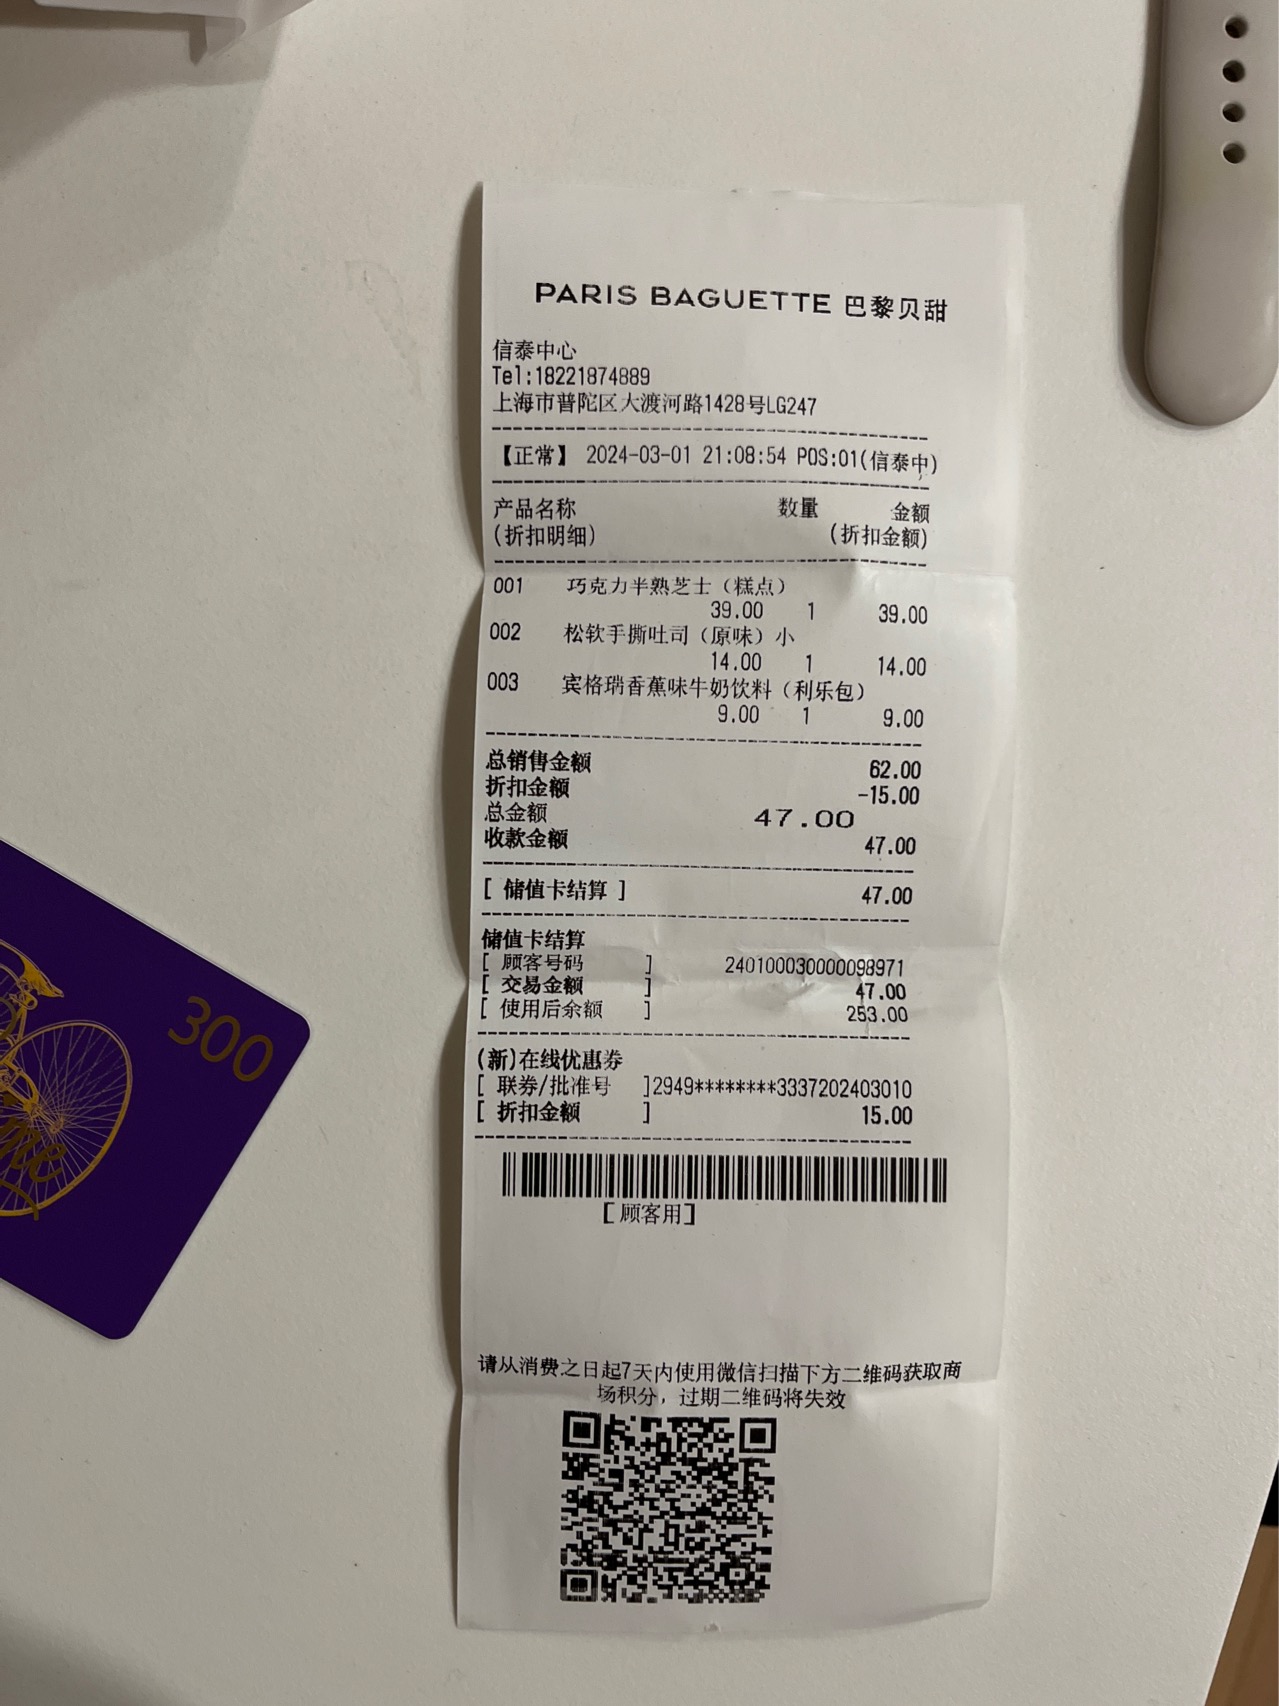 PARIS BAGUETTE 巴黎贝甜
信泰中心
Tel:18221874889
上海市普陀区大渡河路1428号LG247
【正常】 2024-03-01 21:08:54 POS:01(信泰中)
产品名称 数量 金额
(折扣明细) (折扣金额)
001 巧克力半熟芝士（糕点）
39.00 1 39.00
002 松软手撕吐司（原味）小
14.00 1 14.00
003 宾格瑞香蕉味牛奶饮料（利乐包）
9.00 1 9.00
总销售金额 62.00
折扣金额 -15.00
总金额 47.00
收款金额 47.00
[ 储值卡结算 ] 47.00
储值卡结算
[ 顾客号码 ] 240100030000098971
[ 交易金额 ] 47.00
[ 使用后余额 ] 253.00
(新)在线优惠券
[ 联券/批准号 ]2949********3337202403010
[ 折扣金额 ] 15.00
[ 顾客用]
请从消费之日起7天内使用微信扫描下方二维码获取商
场积分，过期二维码将失效
300
me